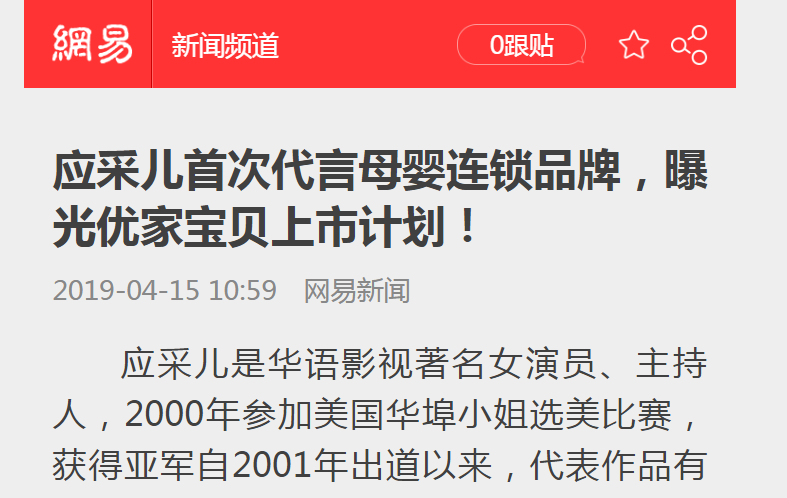 網易 新闻频道 0跟贴
应采儿首次代言母婴连锁品牌，曝
光优家宝贝上市计划！
2019-04-15 10:59 网易新闻
应采儿是华语影视著名女演员、主持
人，2000年参加美国华埠小姐选美比赛，
获得亚军自2001年出道以来，代表作品有